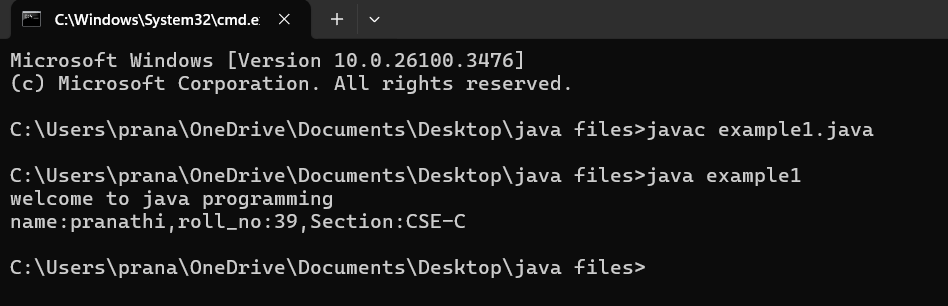 C:\Windows\System32\cmd.e:
Microsoft Windows [Version 10.0.26100.3476]
(c) Microsoft Corporation. All rights reserved.
C:\Users\prana\OneDrive\Documents\Desktop\java files>javac example1.java
C:\Users\prana\OneDrive\Documents\Desktop\java files>java example1
welcome to java programming
name:pranathi,roll_no:39,Section:CSE-C
C:\Users\prana\OneDrive\Documents\Desktop\java files>